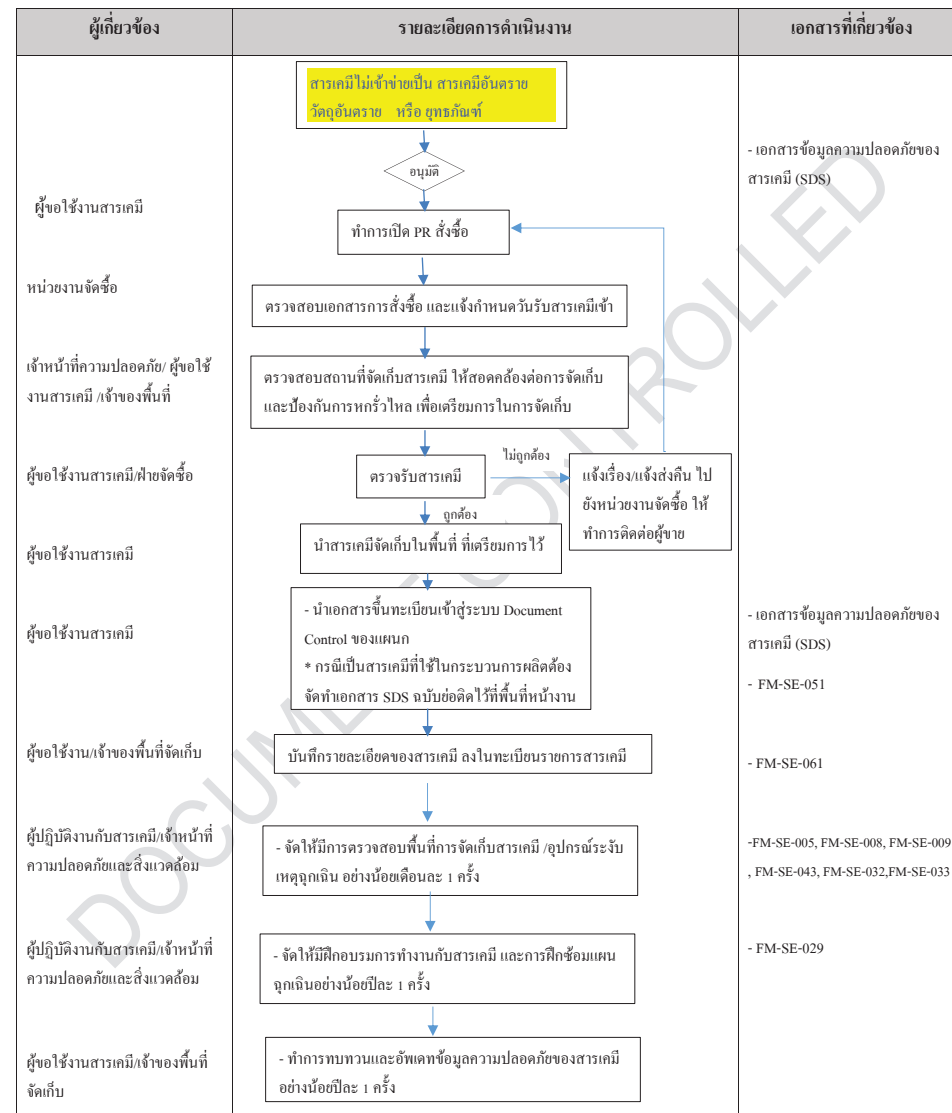 ผู้เกี่ยวข้อง
รายละเอียดการดำเนินงาน
เอกสารที่เกี่ยวข้อง
สารเคมีไม่เข้าข่ายเป็น สารเคมีอันตราย
วัตถุอันตราย หรือ ยุทธภัณฑ์
- เอกสารข้อมูลความปลอดภัยของ
สารเคมี (SDS)
อนุมัติ
ผู้ขอใช้งานสารเคมี
ทำการเปิด PR สั่งซื้อ
หน่วยงานจัดซื้อ
ตรวจสอบเอกสารการสั่งซื้อ และแจ้งกำหนดวันรับสารเคมีเข้า
เจ้าหน้าที่ความปลอดภัย/ ผู้ขอใช้
งานสารเคมี /เจ้าของพื้นที่
ตรวจสอบสถานที่จัดเก็บสารเคมี ให้สอดคล้องต่อการจัดเก็บ
และป้องกันการหกรั่วไหล เพื่อเตรียมการในการจัดเก็บ
ผู้ขอใช้งานสารเคมี/ฝ่ายจัดซื้อ
ตรวจรับสารเคมี
ไม่ถูกต้อง
แจ้งเรื่อง/แจ้งส่งคืน ไป
ยังหน่วยงานจัดซื้อ ให้
ทำการติดต่อผู้ขาย
ถูกต้อง
ผู้ขอใช้งานสารเคมี
นำสารเคมีจัดเก็บในพื้นที่ ที่เตรียมการไว้
ผู้ขอใช้งานสารเคมี
- นำเอกสารขึ้นทะเบียนเข้าสู่ระบบ Document
Control ของแผนก
* กรณีเป็นสารเคมีที่ใช้ในกระบวนการผลิตต้อง
จัดทำเอกสาร SDS ฉบับย่อติดไว้ที่พื้นที่หน้างาน
- เอกสารข้อมูลความปลอดภัยของ
สารเคมี (SDS)
- FM-SE-051
ผู้ขอใช้งาน/เจ้าของพื้นที่จัดเก็บ
บันทึกรายละเอียดของสารเคมี ลงในทะเบียนรายการสารเคมี
- FM-SE-061
ผู้ปฏิบัติงานกับสารเคมี/เจ้าหน้าที่
ความปลอดภัยและสิ่งแวดล้อม
- จัดให้มีการตรวจสอบพื้นที่การจัดเก็บสารเคมี /อุปกรณ์ระงับ
เหตุฉุกเฉิน อย่างน้อยเดือนละ 1 ครั้ง
-FM-SE-005, FM-SE-008, FM-SE-009
, FM-SE-043, FM-SE-032,FM-SE-033
ผู้ปฏิบัติงานกับสารเคมี/เจ้าหน้าที่
ความปลอดภัยและสิ่งแวดล้อม
- จัดให้มีฝึกอบรมการทำงานกับสารเคมี และการฝึกซ้อมแผน
ฉุกเฉินอย่างน้อยปีละ 1 ครั้ง
- FM-SE-029
ผู้ขอใช้งานสารเคมี/เจ้าของพื้นที่
จัดเก็บ
- ทำการทบทวนและอัพเดทข้อมูลความปลอดภัยของสารเคมี
อย่างน้อยปีละ 1 ครั้ง